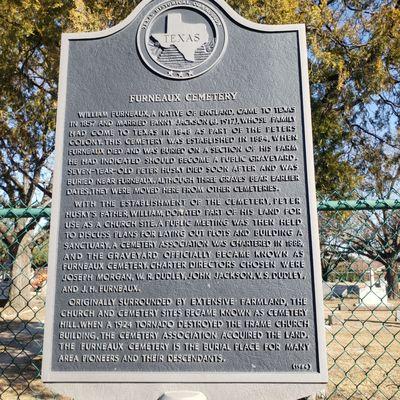 TEXAS HISTORICAL COMMISSION
TEXAS
FURNEAUX CEMETERY
WILLIAM FURNEAUX, A NATIVE OF ENGLAND, CAME TO TEXAS
IN 1857 AND MARRIED FANNY JACKSON (D. 1917), WHOSE FAMILY
HAD COME TO TEXAS IN 1848 AS PART OF THE PETERS
COLONY. THIS CEMETERY WAS ESTABLISHED IN 1884, WHEN
FURNEAUX DIED AND WAS BURIED ON A SECTION OF HIS FARM
HE HAD INDICATED SHOULD BECOME A PUBLIC GRAVEYARD.
SEVEN-YEAR-OLD PETER HUSKY DIED SOON AFTER AND WAS
BURIED NEAR FURNEAUX. ALTHOUGH THREE GRAVES BEAR EARLIER
DATES, THEY WERE MOVED HERE FROM OTHER CEMETERIES.
WITH THE ESTABLISHMENT OF THE CEMETERY, PETER
HUSKY'S FATHER, WILLIAM, DONATED PART OF HIS LAND FOR
USE AS A CHURCH SITE. A PUBLIC MEETING WAS THEN HELD
TO DISCUSS PLANS FOR LAYING OUT PLOTS AND BUILDING A
SANCTUARY. A CEMETERY ASSOCIATION WAS CHARTERED IN 1888,
AND THE GRAVEYARD OFFICIALLY BECAME KNOWN AS
FURNEAUX CEMETERY. CHARTER DIRECTORS CHOSEN WERE
JOSEPH MORGAN, W. R. DUDLEY, JOHN JACKSON, V. S. DUDLEY,
AND J. H. FURNEAUX.
ORIGINALLY SURROUNDED BY EXTENSIVE FARMLAND, THE
CHURCH AND CEMETERY SITES BECAME KNOWN AS CEMETERY
HILL. WHEN A 1924 TORNADO DESTROYED THE FRAME CHURCH
BUILDING, THE CEMETERY ASSOCIATION ACQUIRED THE LAND.
THE FURNEAUX CEMETERY IS THE BURIAL PLACE FOR MANY
AREA PIONEERS AND THEIR DESCENDANTS.